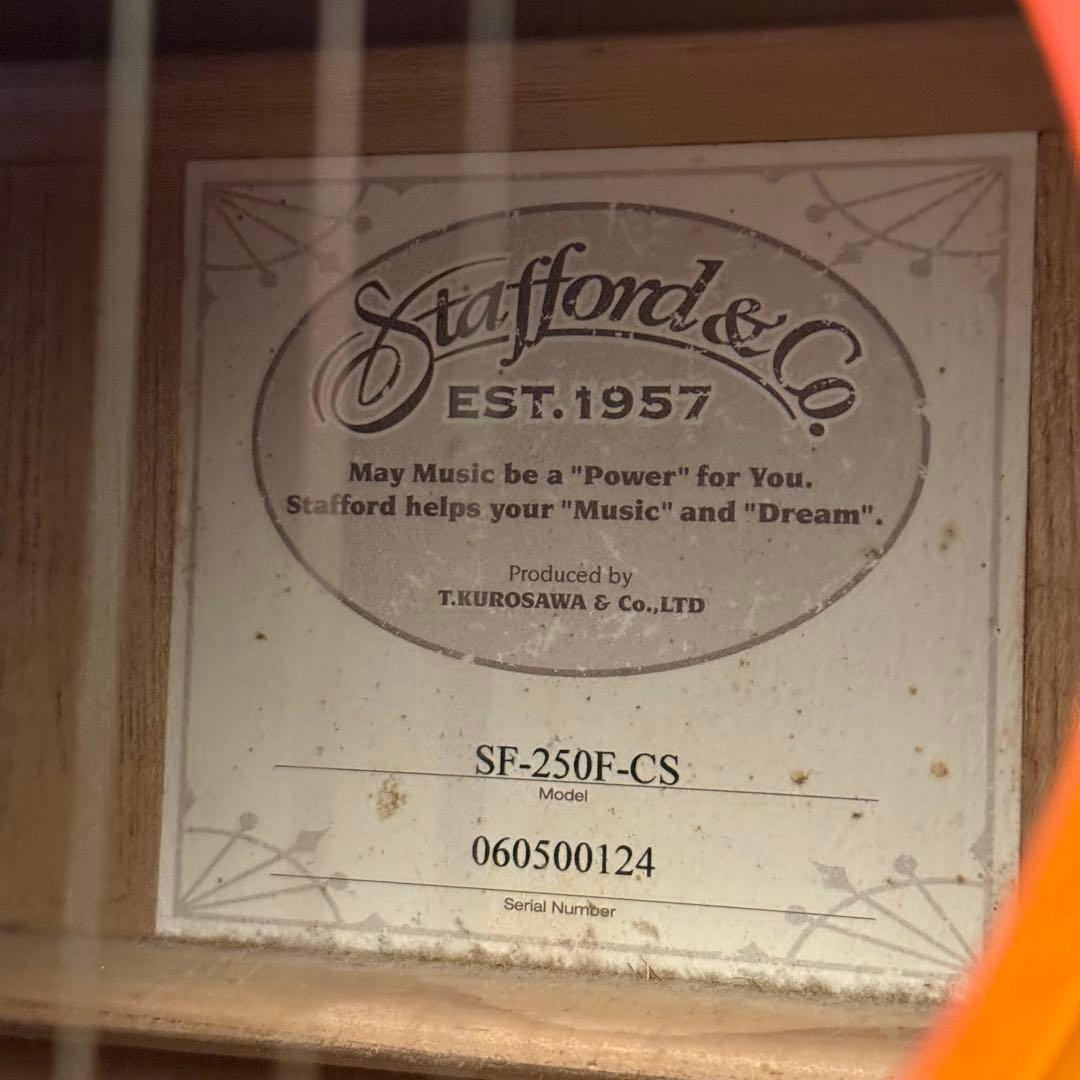 Stafford & Co.
EST. 1957
May Music be a "Power" for You.
Stafford helps your "Music" and "Dream".
Produced by
T.KUROSAWA & Co.,LTD
SF-250F-CS
Model
060500124
Serial Number